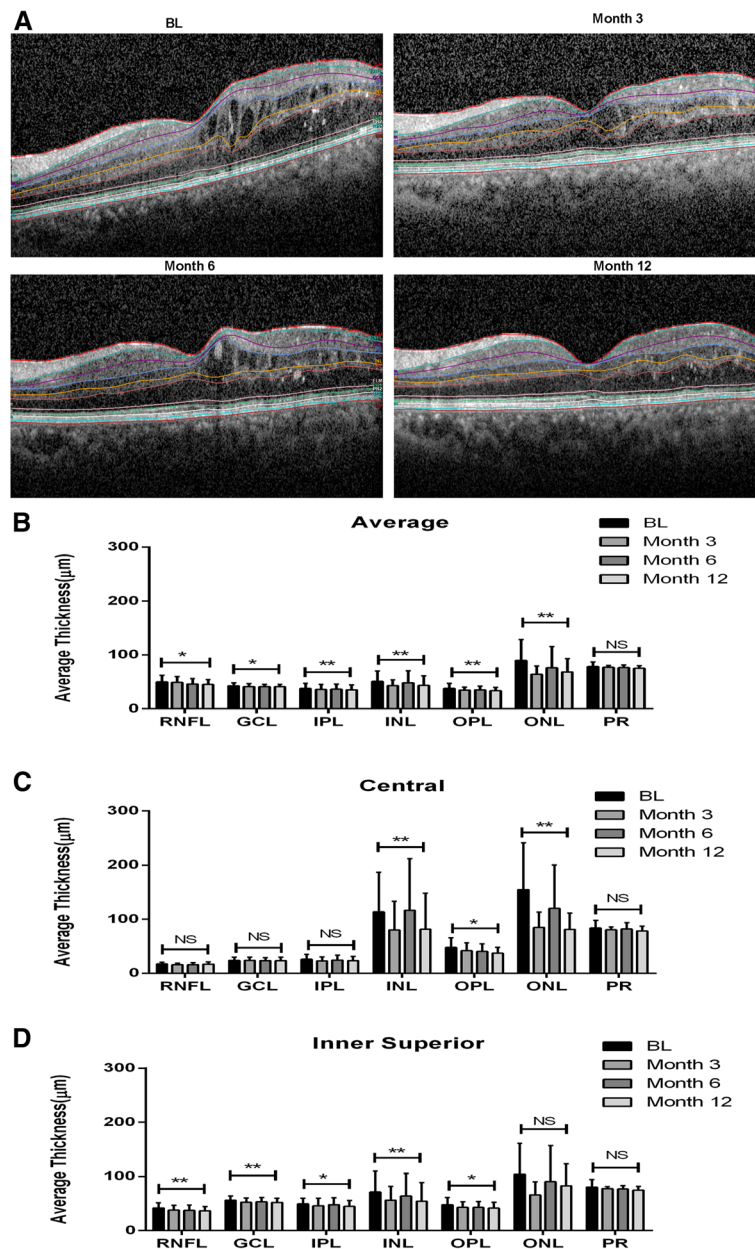 A
BL
Month 3
Month 6
Month 12
B
Average
BL
Month 3
Month 6
Month 12
Average Thickness(μm)
300
200
100
0
* * ** ** ** ** NS
RNFL GCL IPL INL OPL ONL PR
C
Central
BL
Month 3
Month 6
Month 12
Average Thickness(μm)
300
200
100
0
NS NS NS ** * ** NS
RNFL GCL IPL INL OPL ONL PR
D
Inner Superior
BL
Month 3
Month 6
Month 12
Average Thickness(μm)
300
200
100
0
** ** * ** * NS NS
RNFL GCL IPL INL OPL ONL PR